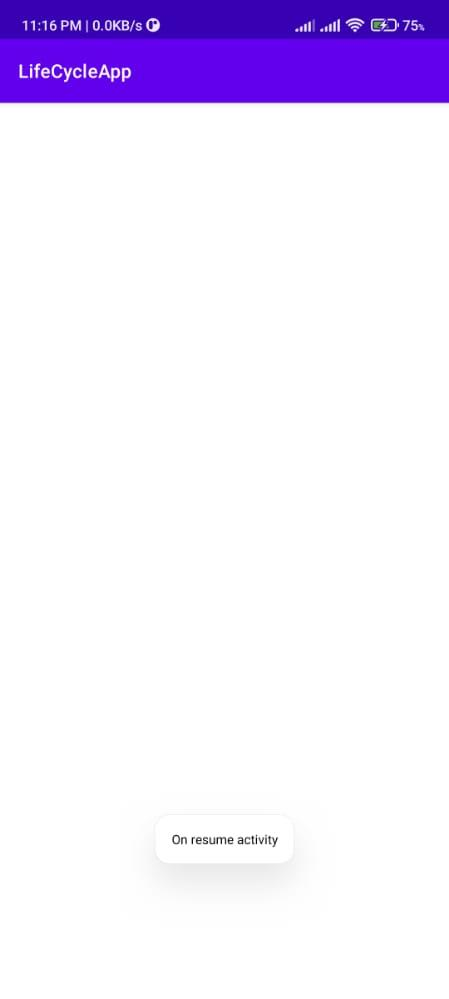 11:16 PM | 0.0KB/s
75%
LifeCycleApp
On resume activity